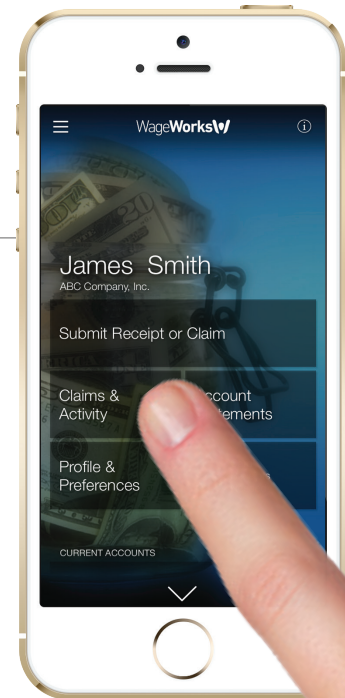 WageWorks
James Smith
ABC Company, Inc.
Submit Receipt or Claim
Claims &
Activity
Profile &
Preferences
CURRENT ACCOUNTS